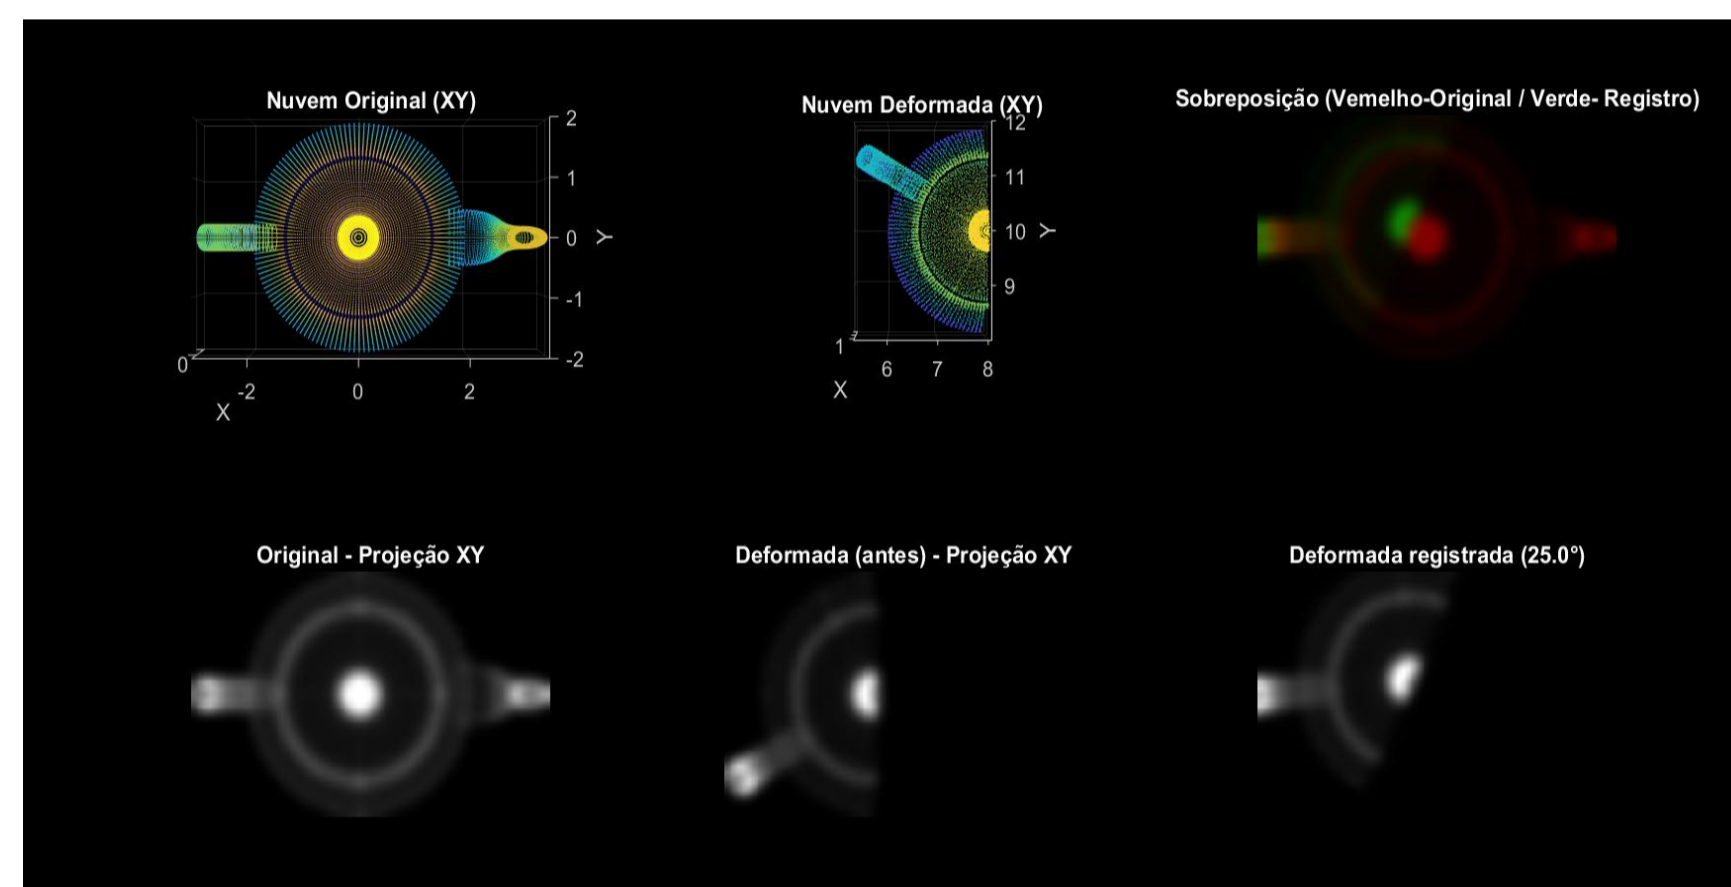 Nuvem Original (XY)
2
1
0
-1
-2
Y
0
-2
0
2
X
Nuvem Deformada (XY)
12
11
10
9
Y
1
6
7
8
X
Sobreposição (Vemelho-Original / Verde- Registro)
Original - Projeção XY
Deformada (antes) - Projeção XY
Deformada registrada (25.0°)